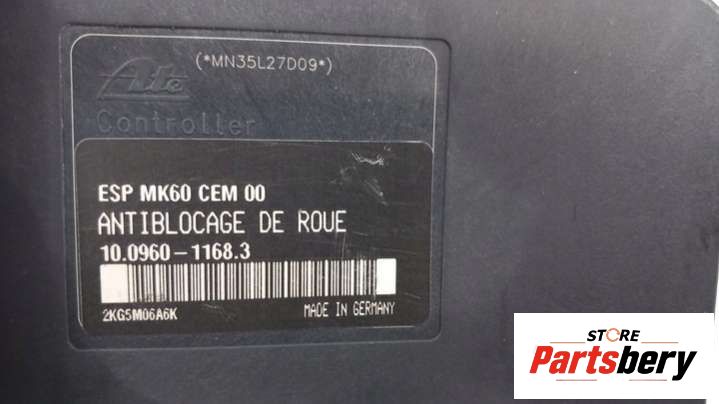 (*MN35L27D09*)
Ate
Controller
ESP MK60 CEM 00
ANTIBLOCAGE DE ROUE
10.0960-1168.3
2KG5M06A6K
MADE IN GERMANY
STORE
Partsbery